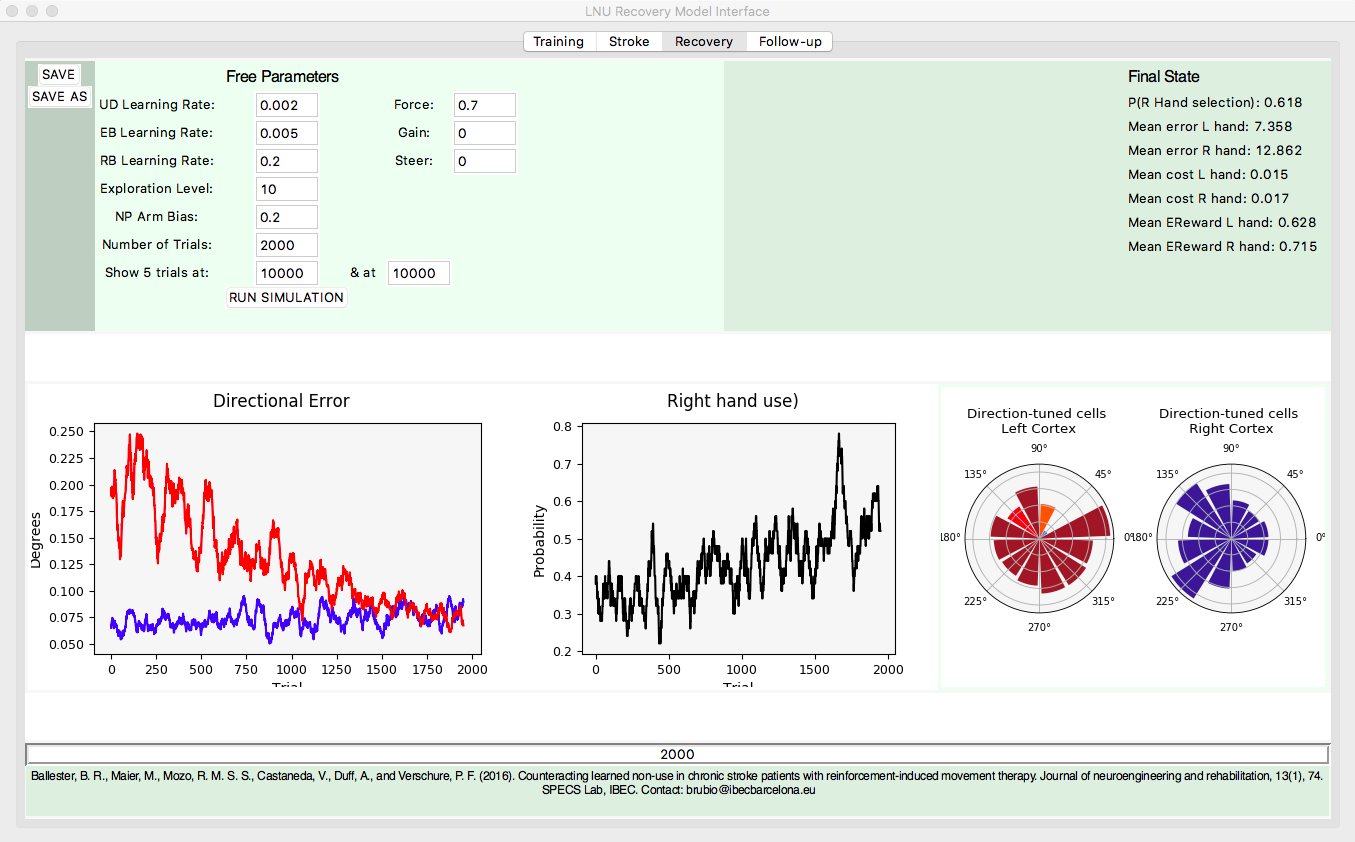 LNU Recovery Model Interface
Training Stroke Recovery Follow-up
SAVE
SAVE AS
Free Parameters
UD Learning Rate: 0.002 Force: 0.7
EB Learning Rate: 0.005 Gain: 0
RB Learning Rate: 0.2 Steer: 0
Exploration Level: 10
NP Arm Bias: 0.2
Number of Trials: 2000
Show 5 trials at: 10000 & at 10000
RUN SIMULATION
Final State
P(R Hand selection): 0.618
Mean error L hand: 7.358
Mean error R hand: 12.862
Mean cost L hand: 0.015
Mean cost R hand: 0.017
Mean EReward L hand: 0.628
Mean EReward R hand: 0.715
Directional Error
Degrees
0.250
0.225
0.200
0.175
0.150
0.125
0.100
0.075
0.050
0 250 500 750 1000 1250 1500 1750 2000
Trial
Right hand use)
Probability
0.8
0.7
0.6
0.5
0.4
0.3
0.2
0 500 1000 1500 2000
Trial
Direction-tuned cells
Left Cortex
90°
135° 45°
180° 0°
225° 315°
270°
Direction-tuned cells
Right Cortex
90°
135° 45°
180° 0°
225° 315°
270°
2000
Ballester, B. R., Maier, M., Mozo, R. M. S. S., Castaneda, V., Duff, A., and Verschure, P. F. (2016). Counteracting learned non-use in chronic stroke patients with reinforcement-induced movement therapy. Journal of neuroengineering and rehabilitation, 13(1), 74.
SPECS Lab, IBEC. Contact: brubio@ibecbarcelona.eu